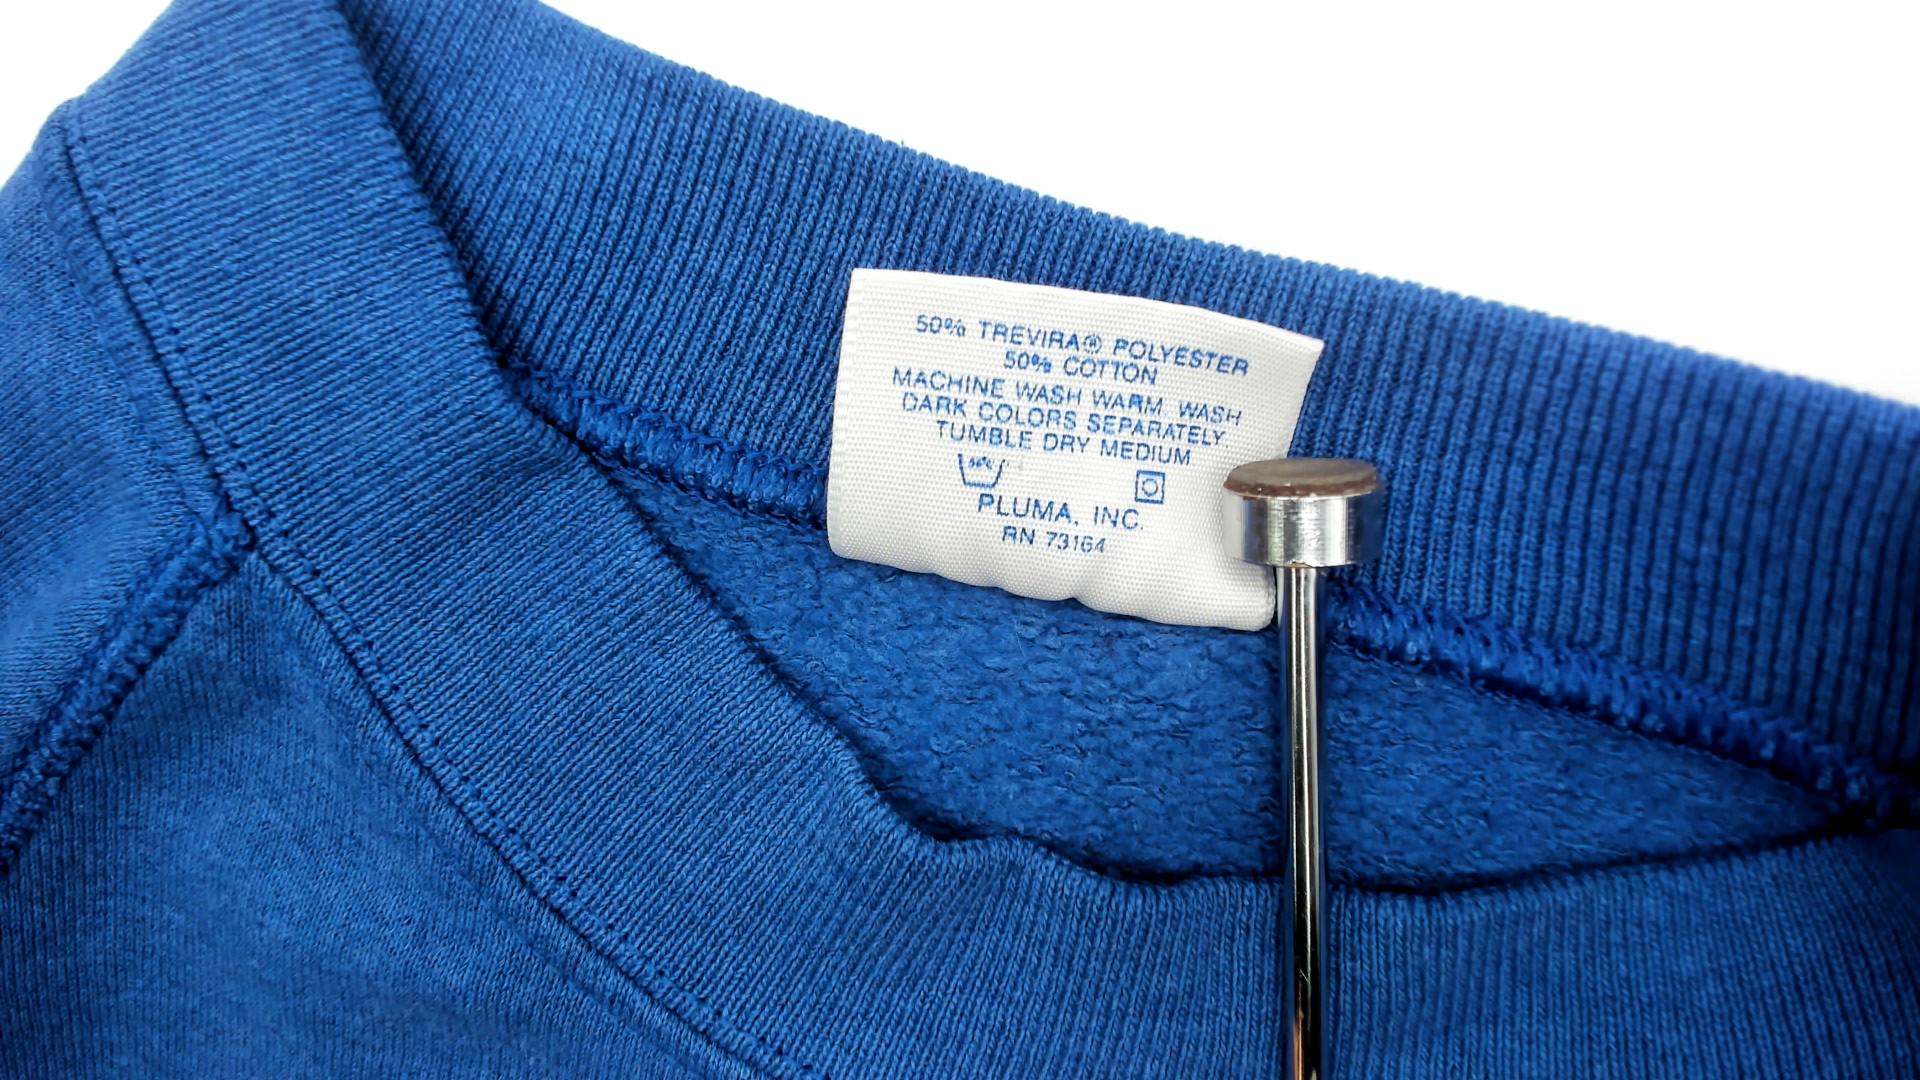 50% TREVIRA® POLYESTER
50% COTTON
MACHINE WASH WARM. WASH
DARK COLORS SEPARATELY
TUMBLE DRY MEDIUM
PLUMA, INC.
RN 73164